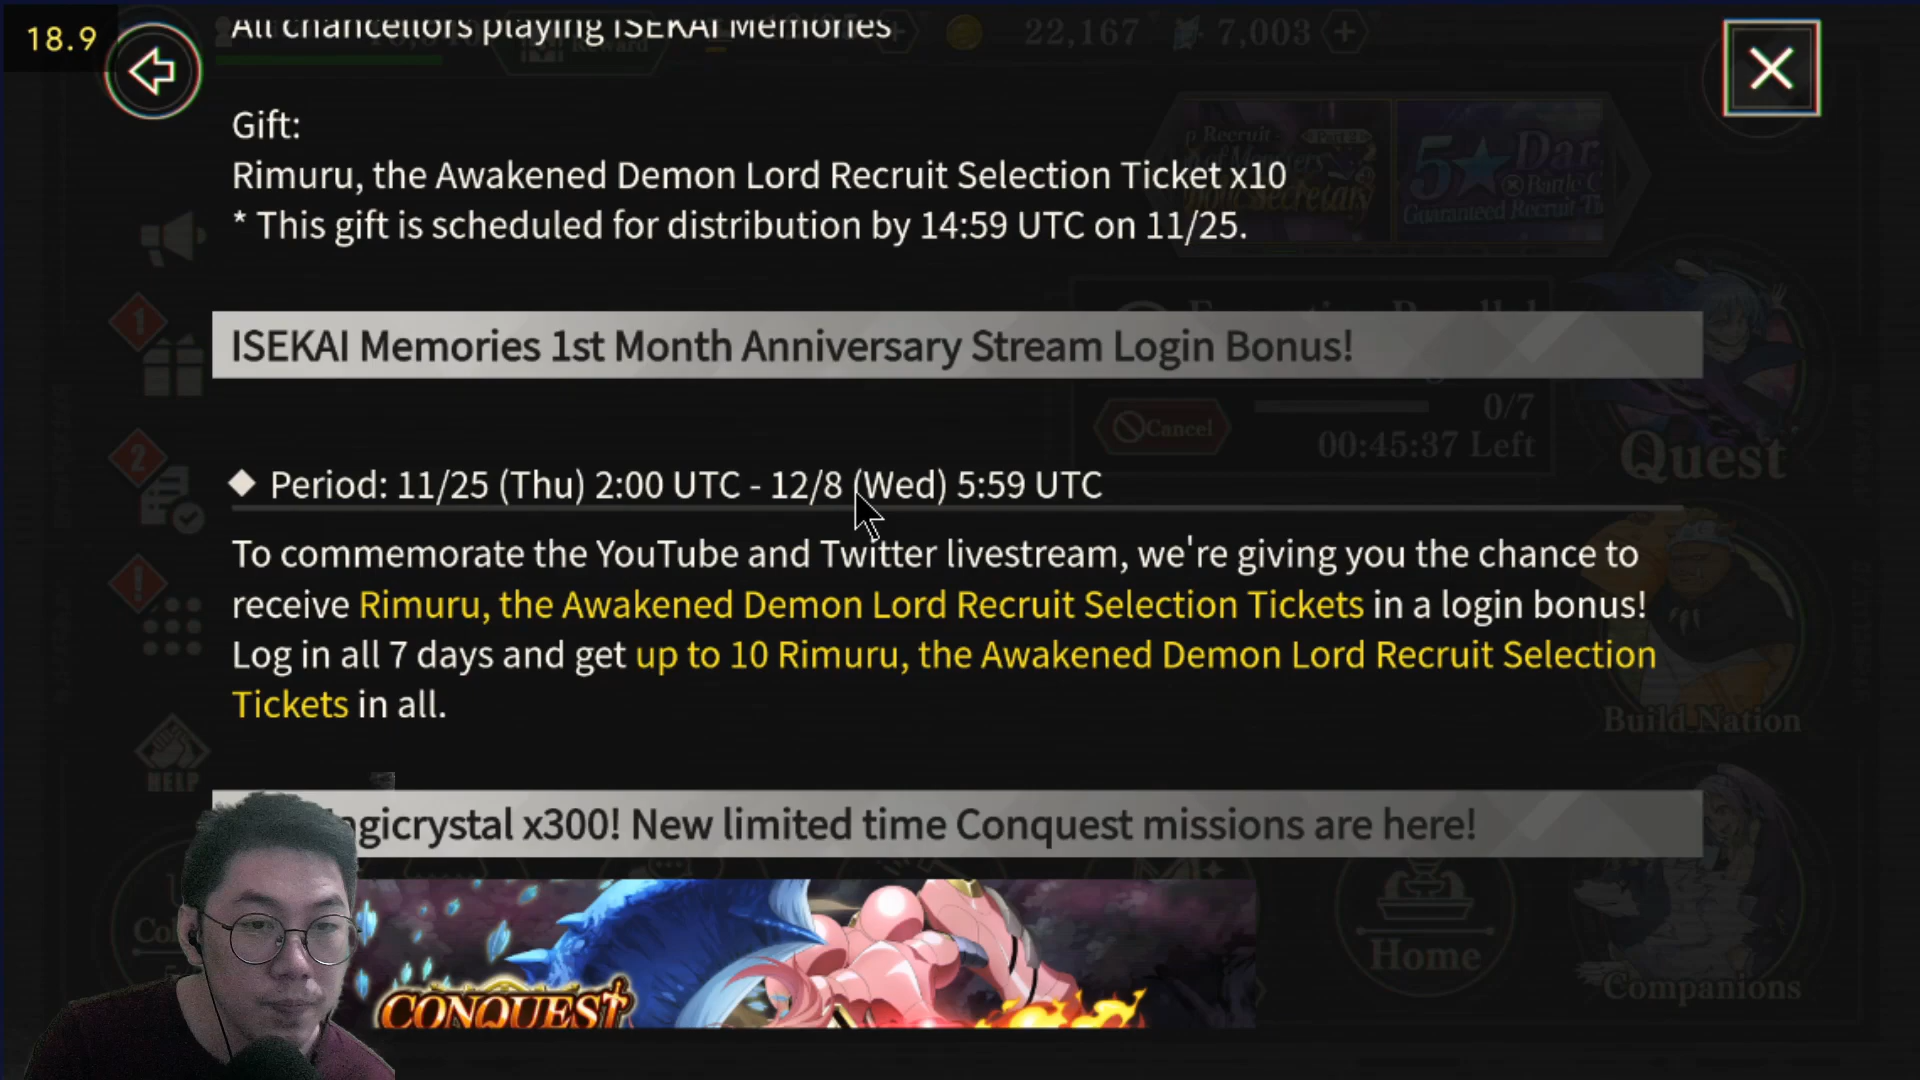 18.9
All chancellors playing ISEKAI Memories
22,167
7,003
Gift:
Rimuru, the Awakened Demon Lord Recruit Selection Ticket x10
* This gift is scheduled for distribution by 14:59 UTC on 11/25.
ISEKAI Memories 1st Month Anniversary Stream Login Bonus!
0/7
Cancel
00:45:37 Left
Quest
Period: 11/25 (Thu) 2:00 UTC - 12/8 (Wed) 5:59 UTC
To commemorate the YouTube and Twitter livestream, we're giving you the chance to
receive Rimuru, the Awakened Demon Lord Recruit Selection Tickets in a login bonus!
Log in all 7 days and get up to 10 Rimuru, the Awakened Demon Lord Recruit Selection
Tickets in all.
Build Nation
HELP
gicrystal x300! New limited time Conquest missions are here!
CONQUEST
Home
Companions